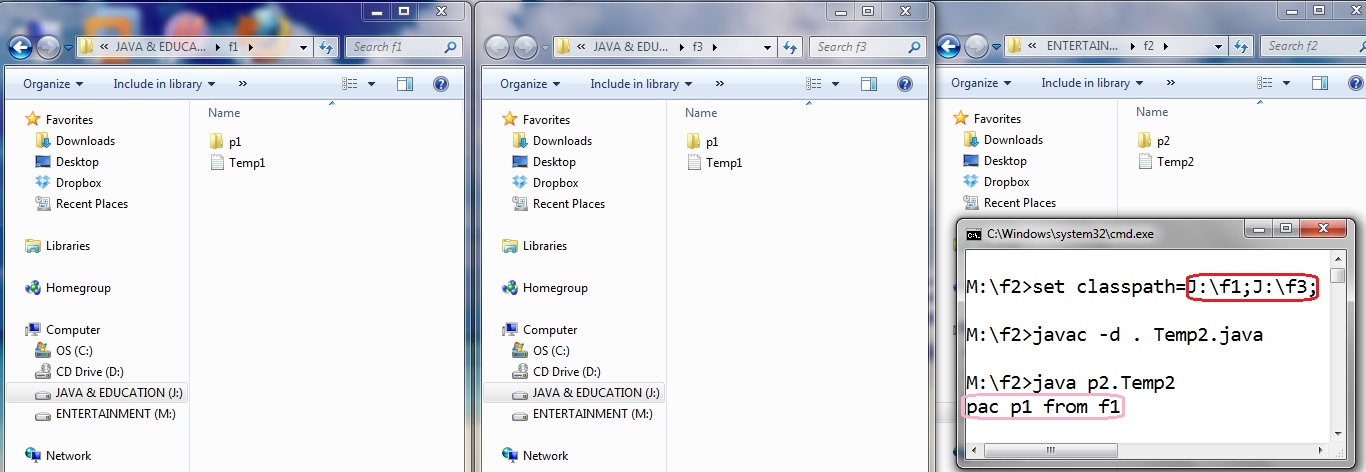 « JAVA & EDUCA... ▸ f1 ▸
Search f1
Organize
Include in library
»
Name
Favorites
Downloads
Desktop
Dropbox
Recent Places
Libraries
Homegroup
Computer
OS (C:)
CD Drive (D:)
JAVA & EDUCATION (J:)
ENTERTAINMENT (M:)
Network
p1
Temp1
« JAVA & EDU... ▸ f3 ▸
Search f3
Organize
Include in library
»
Name
Favorites
Downloads
Desktop
Dropbox
Recent Places
Libraries
Homegroup
Computer
OS (C:)
CD Drive (D:)
JAVA & EDUCATION (J:)
ENTERTAINMENT (M:)
Network
p1
Temp1
« ENTERTAIN... ▸ f2 ▸
Search f2
Organize
Include in library
»
Name
Favorites
Downloads
Desktop
Dropbox
Recent Places
p2
Temp2
C:\Windows\system32\cmd.exe
M:\f2>set classpath=J:\f1;J:\f3;
M:\f2>javac -d . Temp2.java
M:\f2>java p2.Temp2
pac p1 from f1